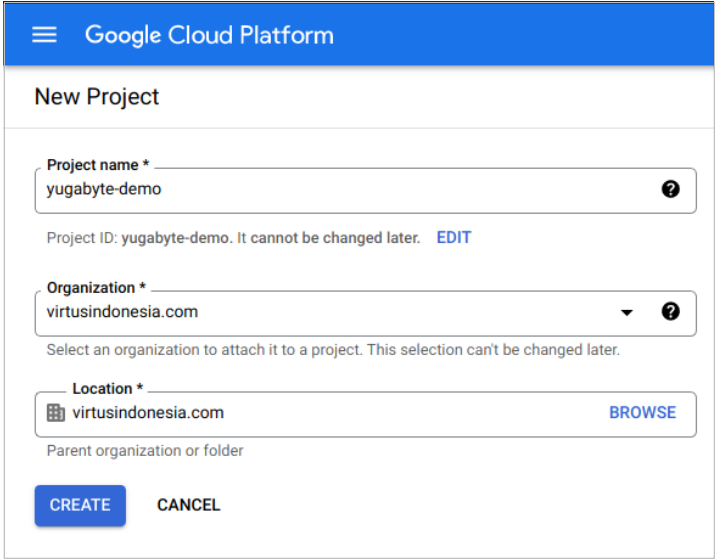 Google Cloud Platform
New Project
Project name *
yugabyte-demo
Project ID: yugabyte-demo. It cannot be changed later. EDIT
Organization *
virtusindonesia.com
Select an organization to attach it to a project. This selection can't be changed later.
Location *
virtusindonesia.com BROWSE
Parent organization or folder
CREATE CANCEL